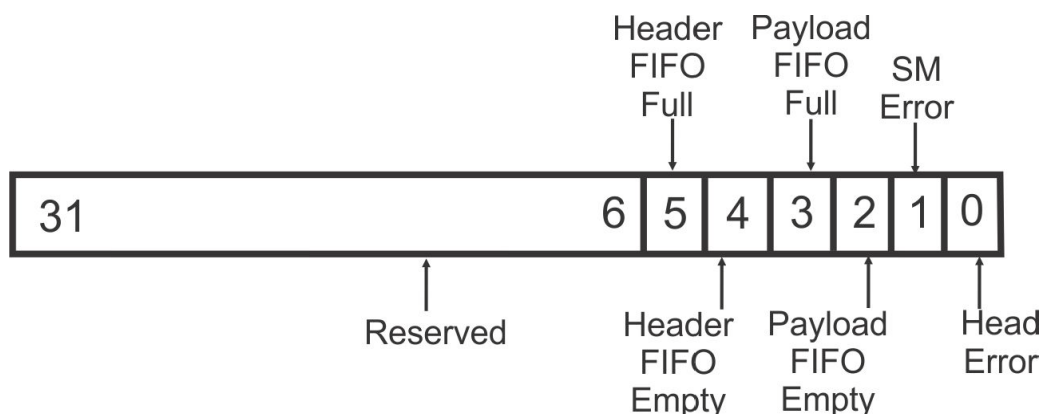 Header
FIFO
Full
Payload
FIFO
Full
SM
Error
31
6
5
4
3
2
1
0
Reserved
Header
FIFO
Empty
Payload
FIFO
Empty
Head
Error